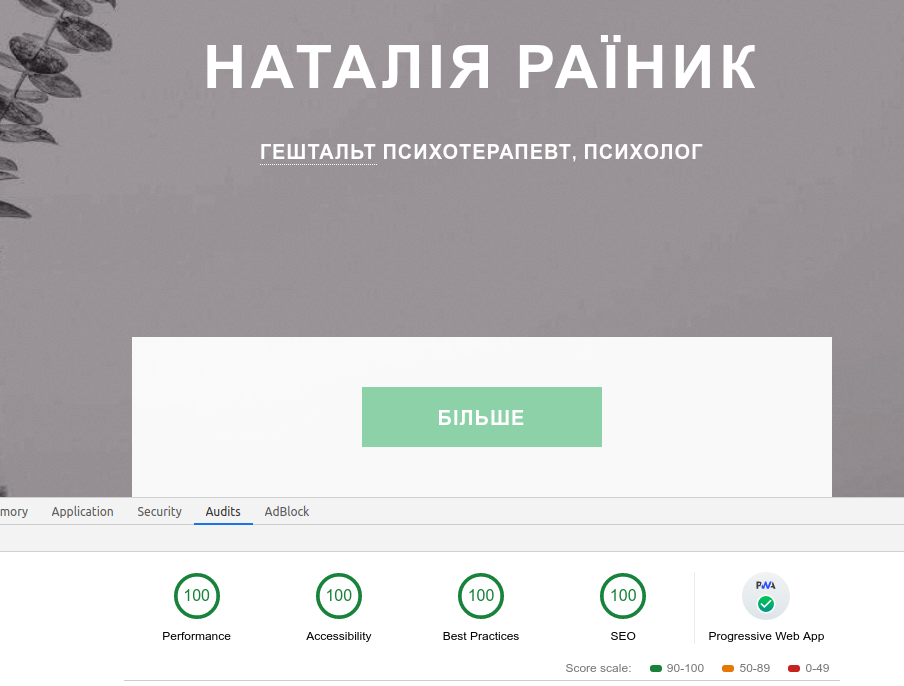 НАТАЛІЯ РАЇНИК
ГЕШТАЛЬТ ПСИХОТЕРАПЕВТ, ПСИХОЛОГ
БІЛЬШЕ
mory Application Security Audits AdBlock
100 100 100 100 PWA
Performance Accessibility Best Practices SEO Progressive Web App
Score scale: 90-100 50-89 0-49